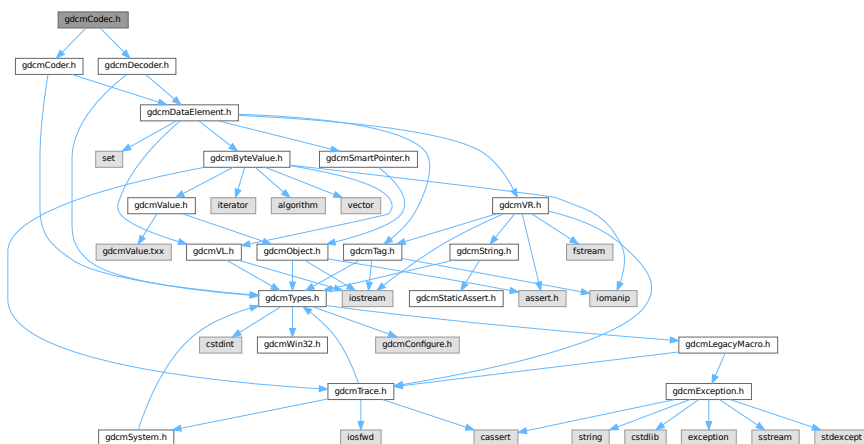 gdcmCodec.h
gdcmCoder.h
gdcmDecoder.h
gdcmDataElement.h
set
gdcmByteValue.h
gdcmSmartPointer.h
gdcmValue.h
iterator
algorithm
vector
gdcmVR.h
gdcmValue.txx
gdcmVL.h
gdcmObject.h
gdcmTag.h
gdcmString.h
fstream
gdcmTypes.h
iostream
gdcmStaticAssert.h
assert.h
iomanip
cstdint
gdcmWin32.h
gdcmConfigure.h
gdcmLegacyMacro.h
gdcmTrace.h
gdcmException.h
gdcmSystem.h
iosfwd
cassert
string
cstdlib
exception
sstream
stdexcept